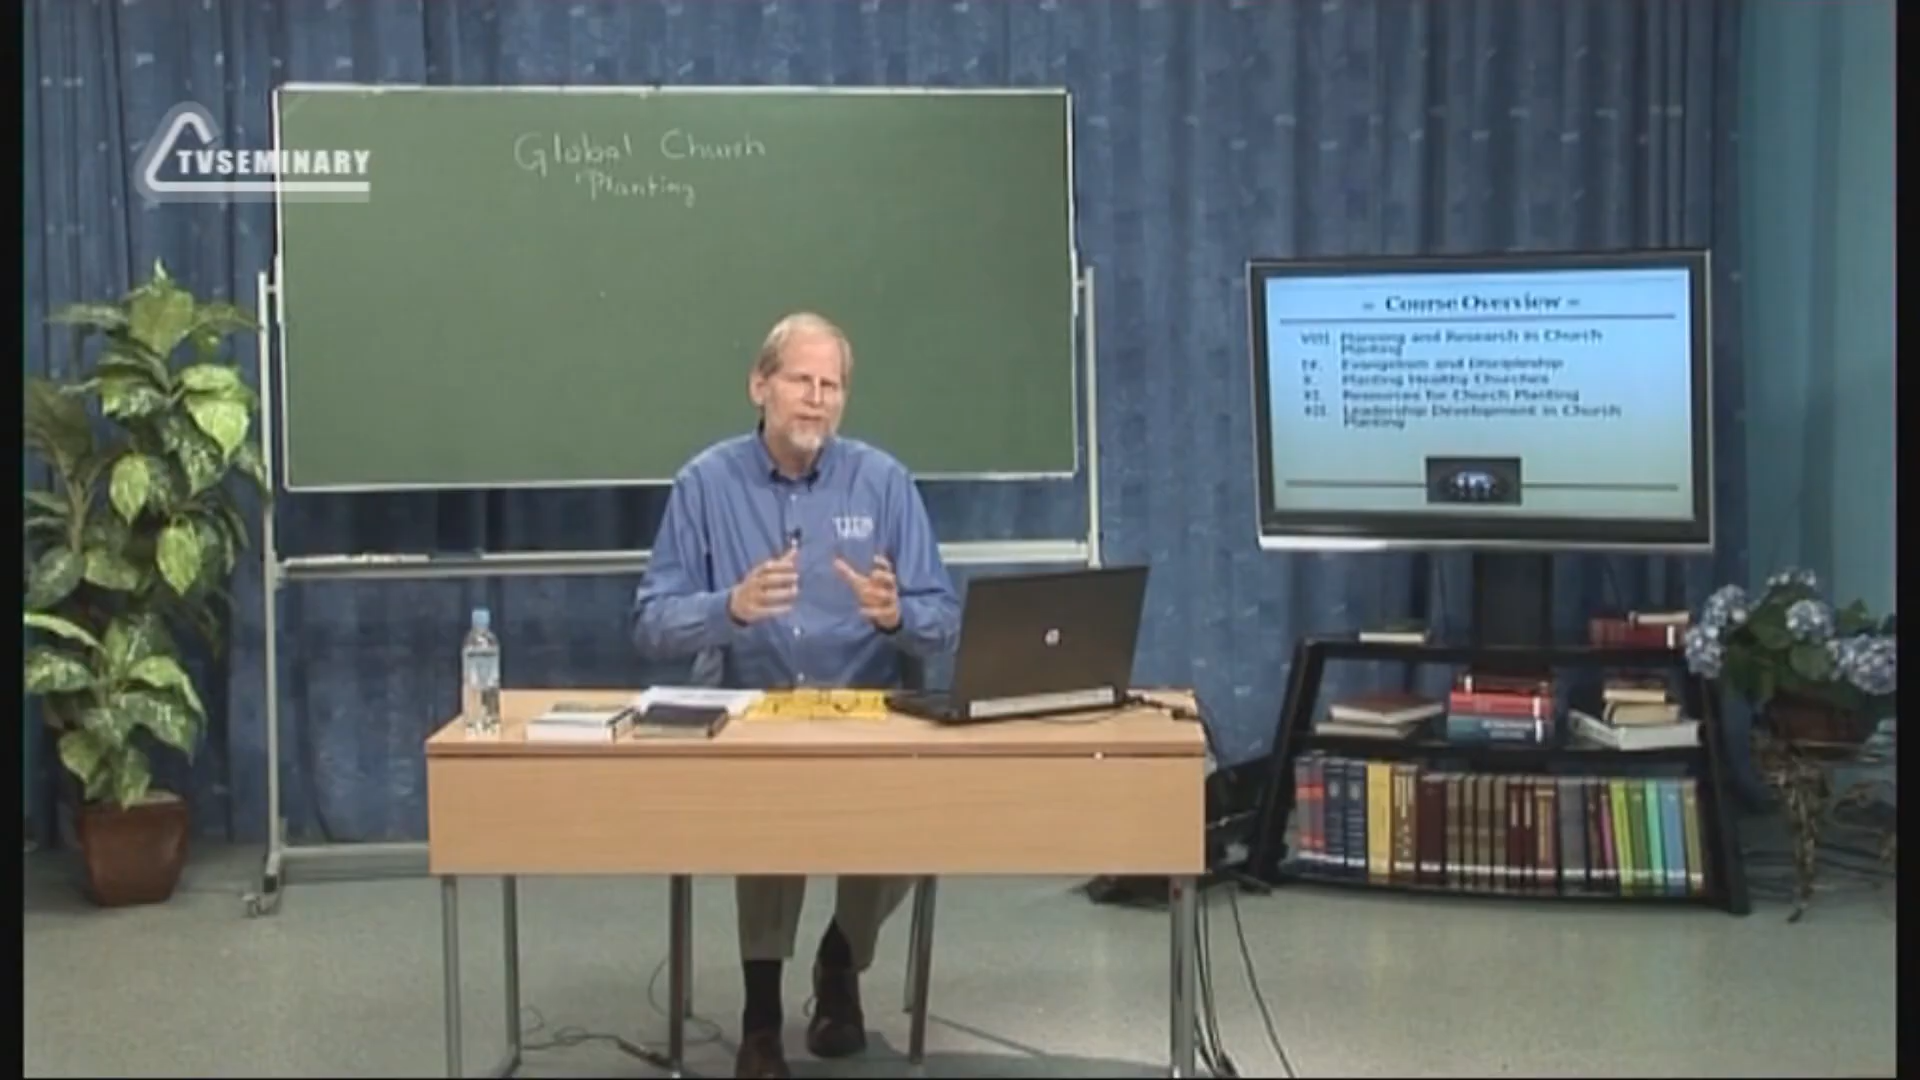 TVSEMINARY
Global Church
Planting
- Course Overview -
VIII. Planning and Research in Church
Planting
IX. Evangelism and Discipleship
X. Planting Healthy Churches
XI. Resources for Church Planting
XII. Leadership Development in Church
Planting